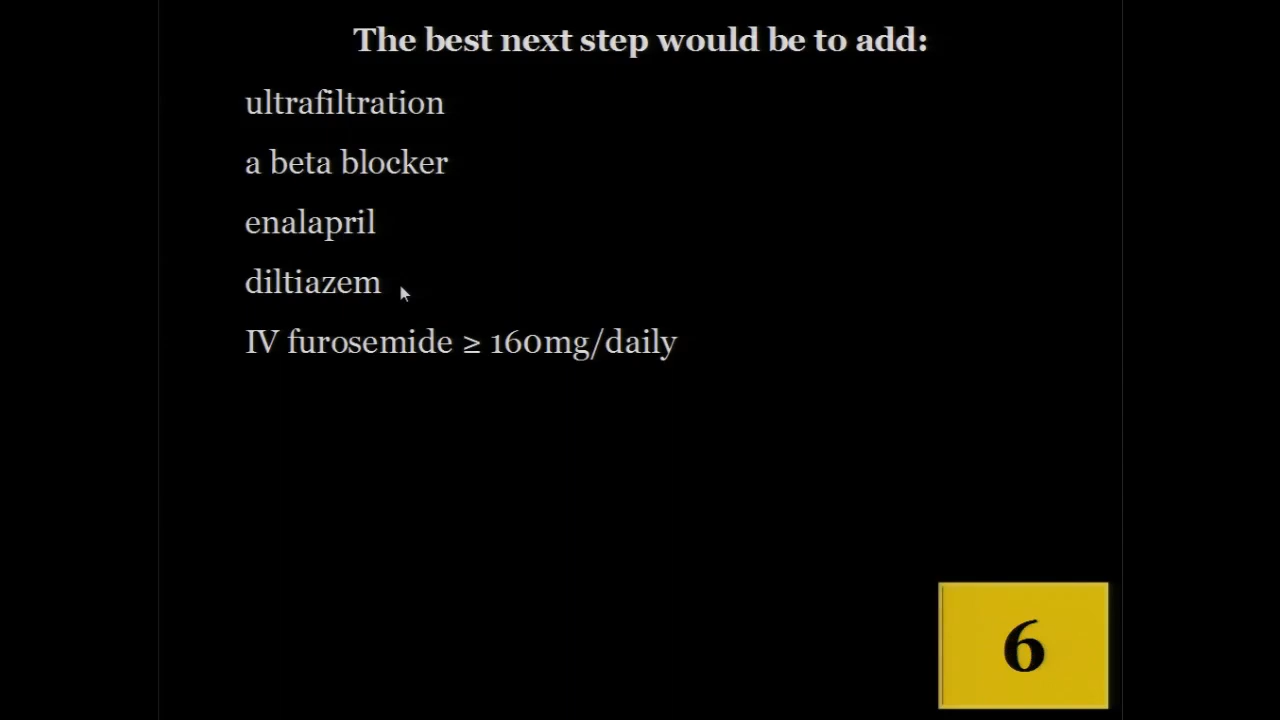 The best next step would be to add:
ultrafiltration
a beta blocker
enalapril
diltiazem
IV furosemide ≥ 160mg/daily
6